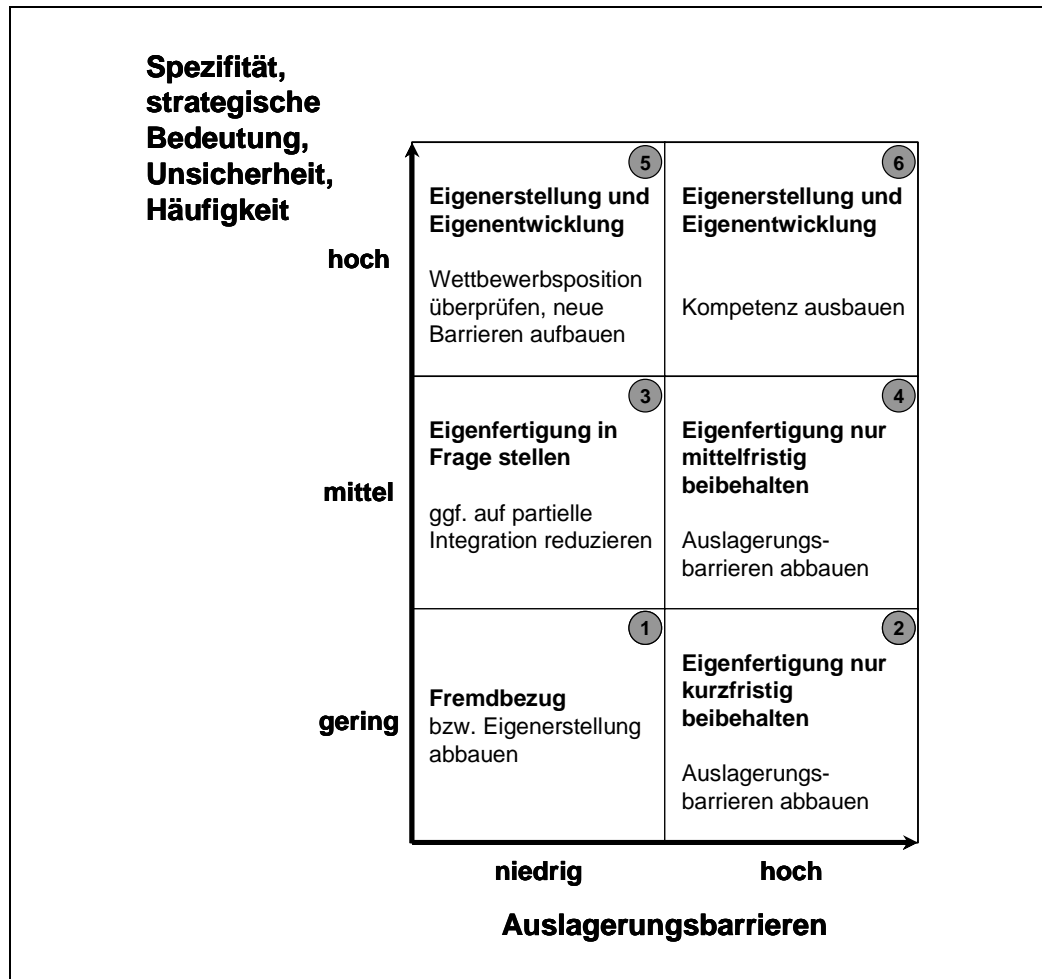 Spezifität,
strategische
Bedeutung,
Unsicherheit,
Häufigkeit
hoch
5
Eigenerstellung und
Eigenentwicklung
Wettbewerbsposition
überprüfen, neue
Barrieren aufbauen
6
Eigenerstellung und
Eigenentwicklung
Kompetenz ausbauen
mittel
3
Eigenfertigung in
Frage stellen
ggf. auf partielle
Integration reduzieren
4
Eigenfertigung nur
mittelfristig
beibehalten
Auslagerungs-
barrieren abbauen
gering
1
Fremdbezug
bzw. Eigenerstellung
abbauen
2
Eigenfertigung nur
kurzfristig
beibehalten
Auslagerungs-
barrieren abbauen
niedrig
hoch
Auslagerungsbarrieren